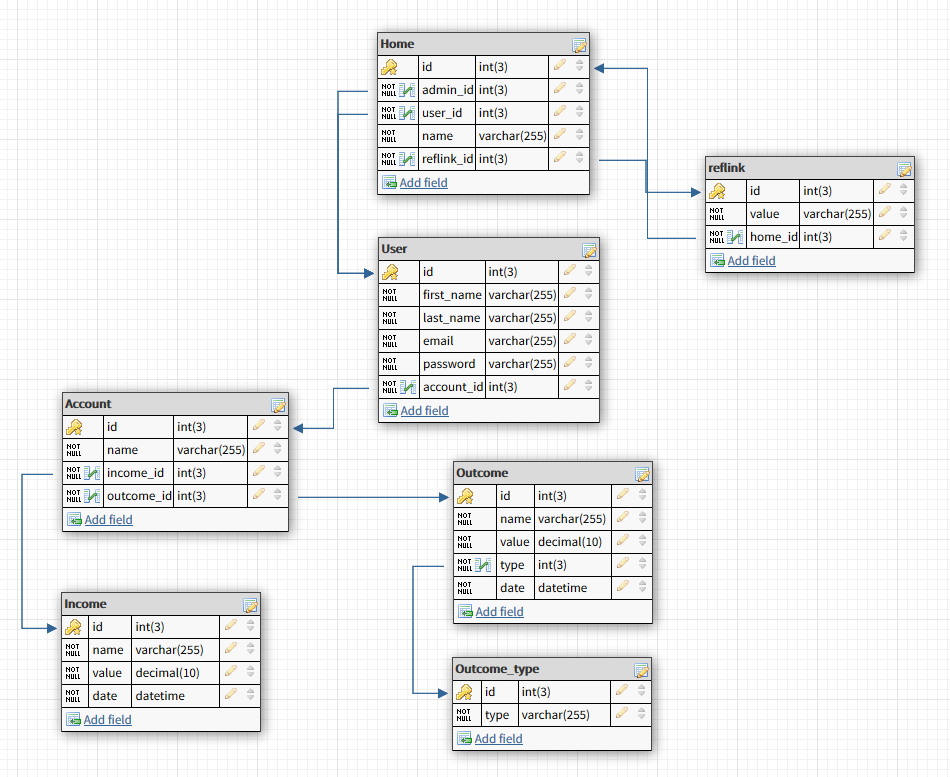 Home
id int(3)
NOT NULL admin_id int(3)
NOT NULL user_id int(3)
NOT NULL name varchar(255)
NOT NULL reflink_id int(3)
Add field
reflink
id int(3)
NOT NULL value varchar(255)
NOT NULL home_id int(3)
Add field
User
id int(3)
NOT NULL first_name varchar(255)
NOT NULL last_name varchar(255)
NOT NULL email varchar(255)
NOT NULL password varchar(255)
NOT NULL account_id int(3)
Add field
Account
id int(3)
NOT NULL name varchar(255)
NOT NULL income_id int(3)
NOT NULL outcome_id int(3)
Add field
Outcome
id int(3)
NOT NULL name varchar(255)
NOT NULL value decimal(10)
NOT NULL type int(3)
NOT NULL date datetime
Add field
Income
id int(3)
NOT NULL name varchar(255)
NOT NULL value decimal(10)
NOT NULL date datetime
Add field
Outcome_type
id int(3)
NOT NULL type varchar(255)
Add field